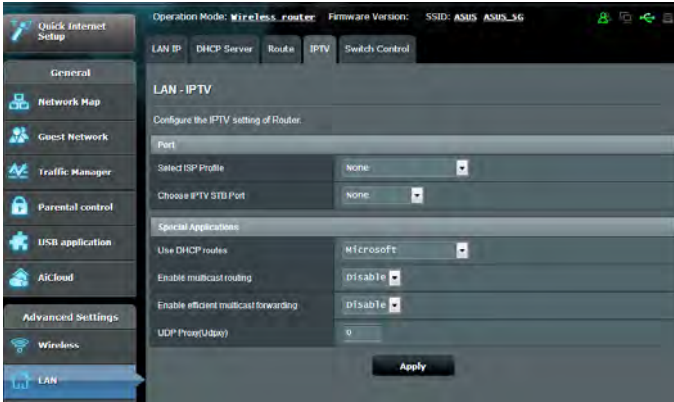 Quick Internet
Setup
Operation Mode: Wireless router Firmware Version: SSID: ASUS ASUS_5G
LAN IP DHCP Server Route IPTV Switch Control
General
Network Map
Guest Network
Traffic Manager
Parental control
USB application
AiCloud
Advanced Settings
Wireless
LAN
LAN - IPTV
Configure the IPTV setting of Router.
Port
Select ISP Profile None
Choose IPTV STB Port None
Special Applications
Use DHCP routes Microsoft
Enable multicast routing Disable
Enable efficient multicast forwarding Disable
UDP Proxy(Udpxy) 0
Apply